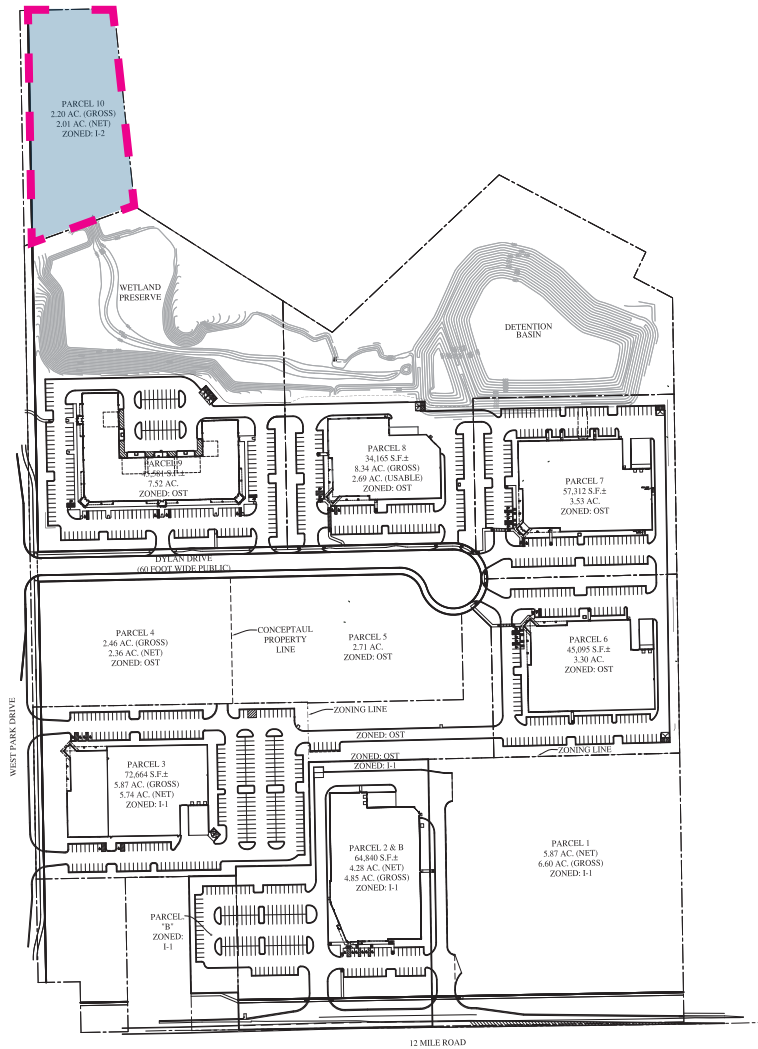 PARCEL 10
2.20 AC. (GROSS)
2.01 AC. (NET)
ZONED: I-2
WETLAND
PRESERVE
DETENTION
BASIN
PARCEL 9
S.F.±
7.52 AC.
ZONED: OST
PARCEL 8
34,165 S.F.±
8.34 AC. (GROSS)
2.69 AC. (USABLE)
ZONED: OST
PARCEL 7
57,312 S.F.±
3.53 AC.
ZONED: OST
DYLAN DRIVE
(60 FOOT WIDE PUBLIC)
PARCEL 4
2.46 AC. (GROSS)
2.36 AC. (NET)
ZONED: OST
CONCEPTAUL
PROPERTY
LINE
PARCEL 5
2.71 AC.
ZONED: OST
PARCEL 6
45,095 S.F.±
3.30 AC.
ZONED: OST
WEST PARK DRIVE
ZONING LINE
ZONED: OST
ZONED: OST
ZONED: I-1
ZONING LINE
PARCEL 3
72,664 S.F.±
5.87 AC. (GROSS)
5.74 AC. (NET)
ZONED: I-1
PARCEL 2 & B
64,840 S.F.±
4.28 AC. (NET)
4.85 AC. (GROSS)
ZONED: I-1
PARCEL 1
5.87 AC. (NET)
6.60 AC. (GROSS)
ZONED: I-1
PARCEL
"B"
ZONED:
I-1
12 MILE ROAD